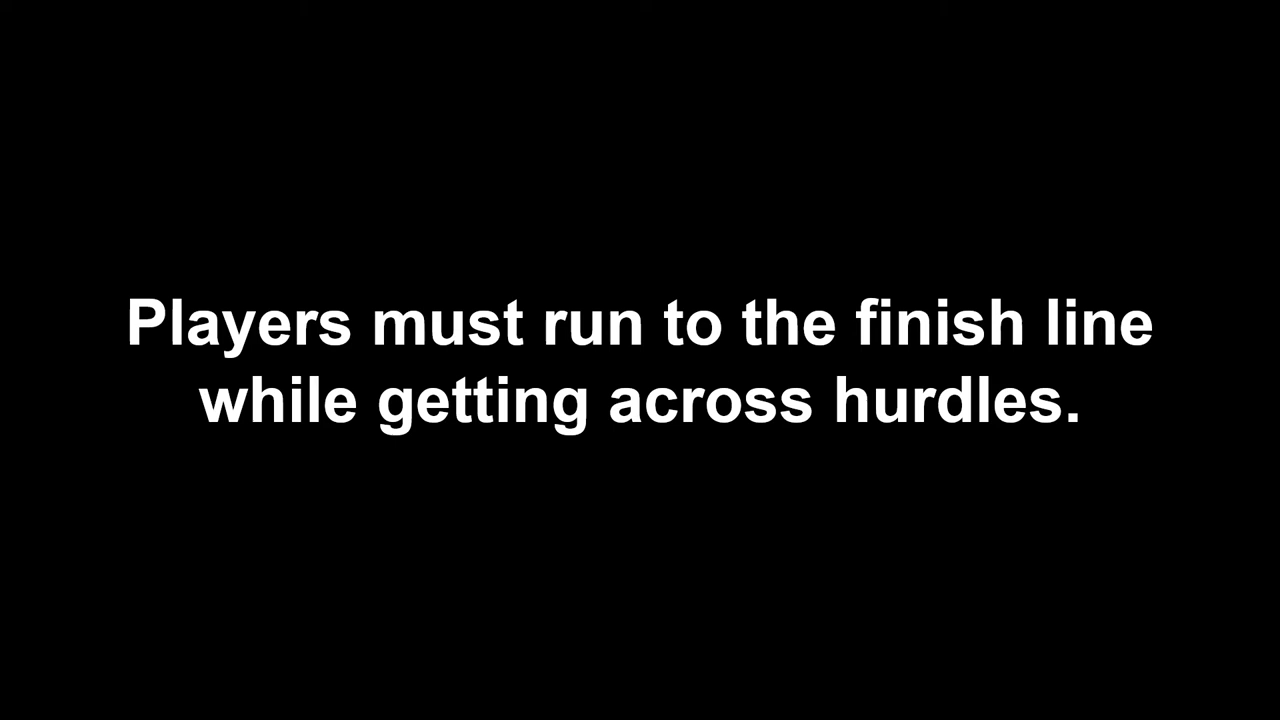 Players must run to the finish line
while getting across hurdles.